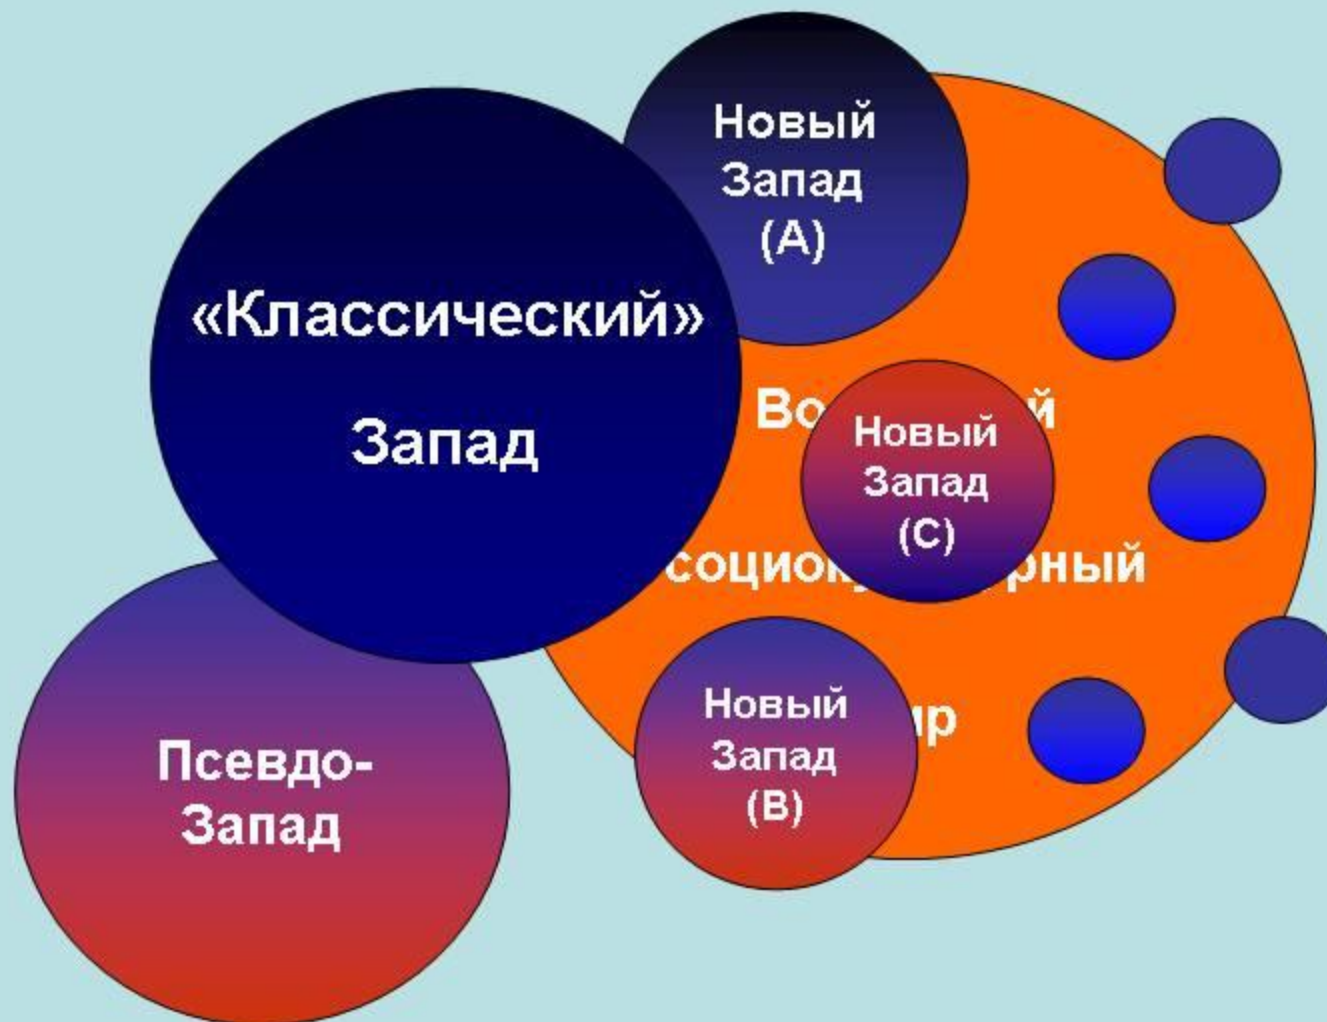 «Классический»
Запад
Новый
Запад
(А)
Новый
Запад
(С)
Новый
Запад
(В)
Псевдо-
Запад